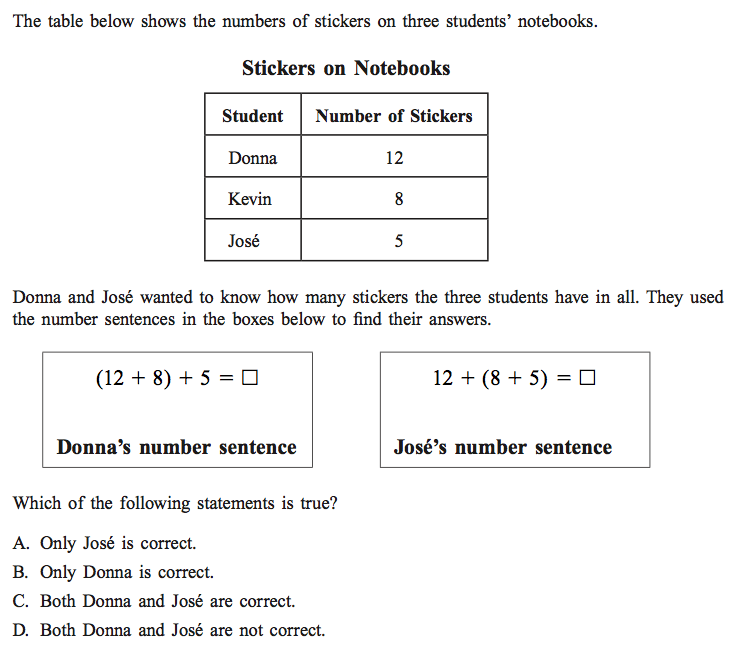 The table below shows the numbers of stickers on three students’ notebooks.
Stickers on Notebooks
Student Number of Stickers
Donna 12
Kevin 8
José 5
Donna and José wanted to know how many stickers the three students have in all. They used
the number sentences in the boxes below to find their answers.
(12 + 8) + 5 = □
Donna’s number sentence
12 + (8 + 5) = □
José’s number sentence
Which of the following statements is true?
A. Only José is correct.
B. Only Donna is correct.
C. Both Donna and José are correct.
D. Both Donna and José are not correct.